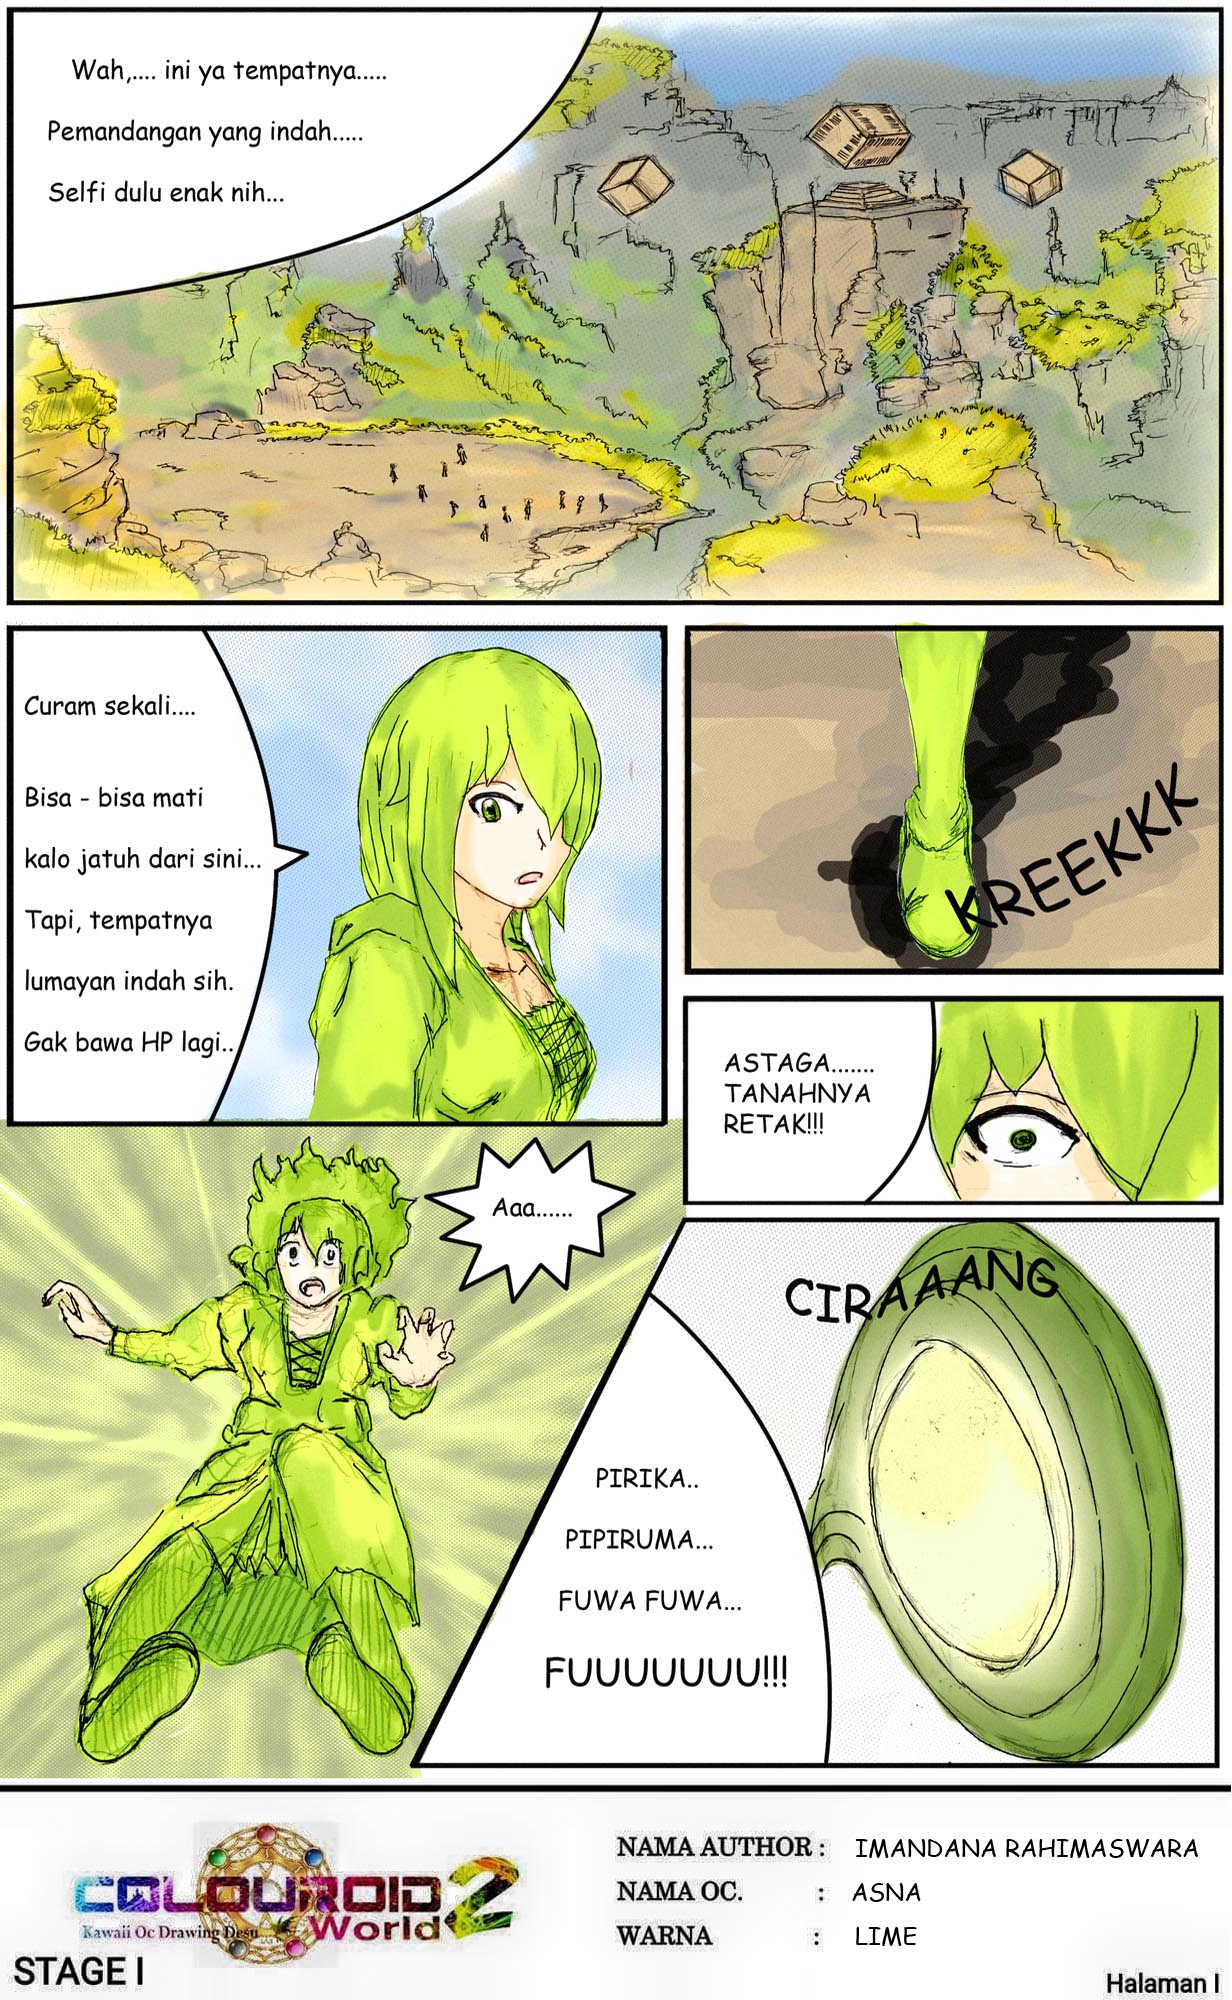 Wah,.... ini ya tempatnya.....
Pemandangan yang indah.....
Selfi dulu enak nih...
Curam sekali....
Bisa - bisa mati
kalo jatuh dari sini...
Tapi, tempatnya
lumayan indah sih.
Gak bawa HP lagi..
KREEKKK
ASTAGA.......
TANAHNYA
RETAK!!!
Aaa......
CIRAAAANG
PIRIKA..
PIPIRUMA...
FUWA FUWA...
FUUUUUUU!!!
COLOUROID
World 2
Kawaii Oc Drawing Desu
STAGE I
NAMA AUTHOR : IMANDANA RAHIMASWARA
NAMA OC. : ASNA
WARNA : LIME
Halaman I